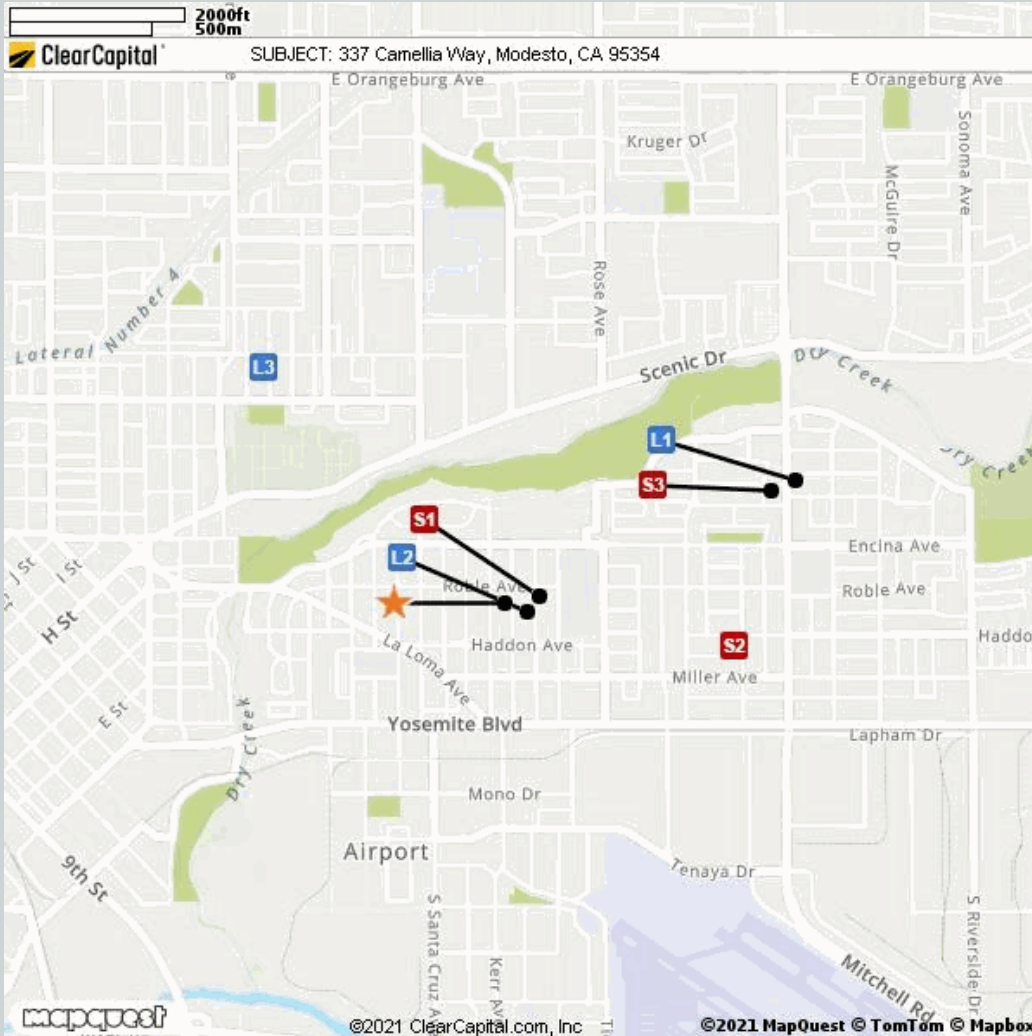 2000ft
500m
ClearCapital
SUBJECT: 337 Camellia Way, Modesto, CA 95354
E Orangeburg Ave
E Orangeburg Ave
Kruger Dr
Sonoma Ave
McGuire Dr
Rose Ave
Lateral Number 4
L3
Scenic Dr
Dry Creek
L1
Dry Creek
S3
S1
L2
Encina Ave
Roble Ave
Roble Ave
J St
I St
H St
Haddon Ave
S2
Haddo
La Loma Ave
Miller Ave
E St
Yosemite Blvd
Lapham Dr
Dry Creek
Mono Dr
Airport
Tenaya Dr
9th St
S Santa Cruz A
Kerr Av
S Riverside Dr
Mitchell Rd
mapquest
©2021 ClearCapital.com, Inc
©2021 MapQuest © TomTom © Mapbox